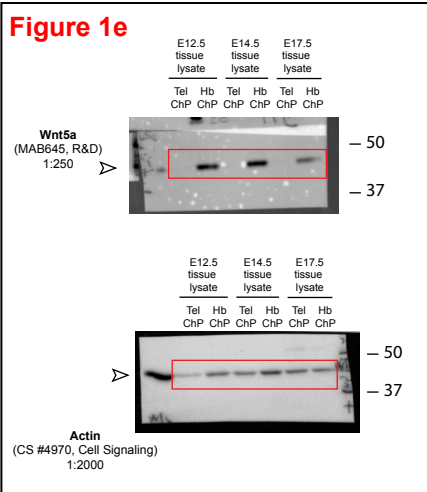 Figure 1e
E12.5 E14.5 E17.5
tissue tissue tissue
lysate lysate lysate
Tel Hb Tel Hb Tel Hb
ChP ChP ChP ChP ChP ChP
Wnt5a
(MAB645, R&D)
1:250
– 50
– 37
E12.5 E14.5 E17.5
tissue tissue tissue
lysate lysate lysate
Tel Hb Tel Hb Tel Hb
ChP ChP ChP ChP ChP ChP
– 50
– 37
Actin
(CS #4970, Cell Signaling)
1:2000